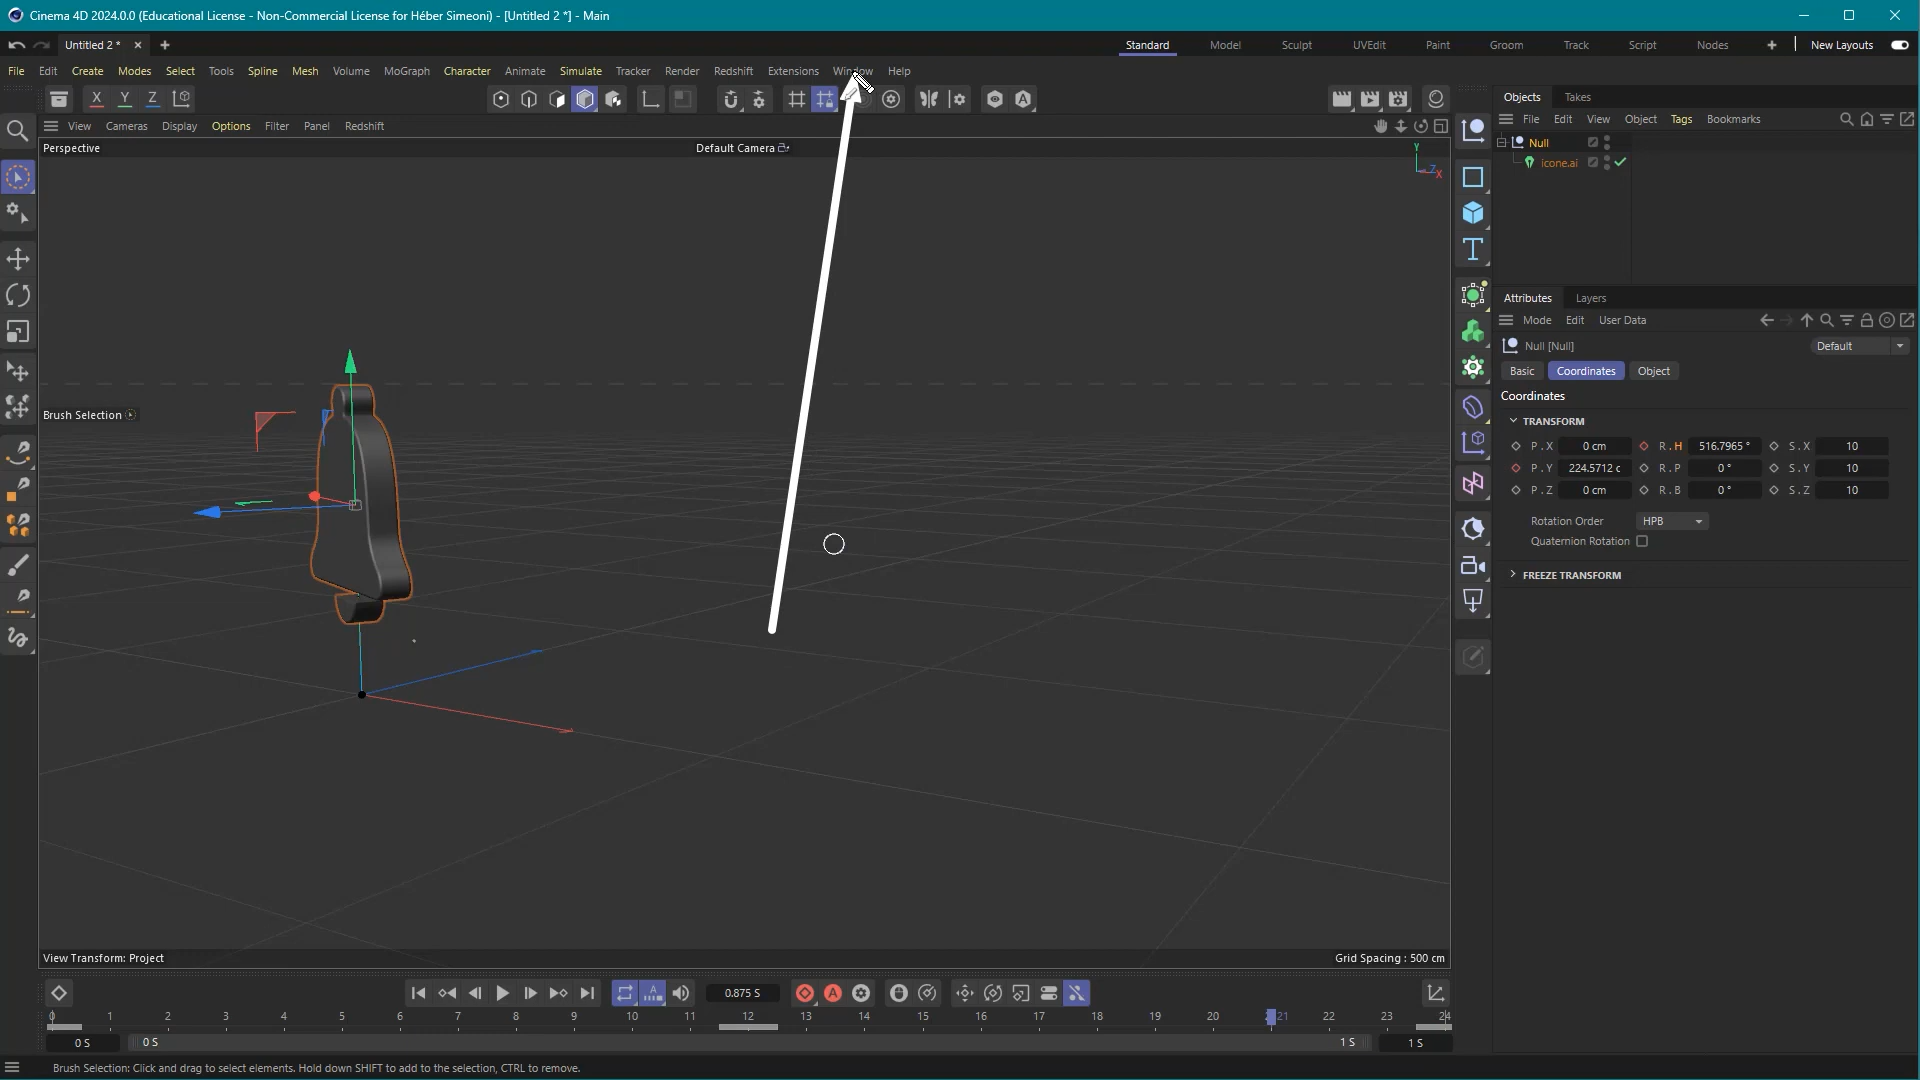 Cinema 4D 2024.0.0 (Educational License - Non-Commercial License for Héber Simeoni) - [Untitled 2 *] - Main
Untitled 2 *
Standard Model Sculpt UVEdit Paint Groom Track Script Nodes New Layouts
File Edit Create Modes Select Tools Spline Mesh Volume MoGraph Character Animate Simulate Tracker Render Redshift Extensions Window Help
X Y Z
Objects Takes
View Cameras Display Options Filter Panel Redshift
File Edit View Object Tags Bookmarks
Perspective
Default Camera
Y
Z
X
Null
icone.ai
Attributes Layers
Mode Edit User Data
Null [Null]
Default
Basic Coordinates Object
Coordinates
Brush Selection
TRANSFORM
P . X 0 cm R . H 516.7965 ° S . X 10
P . Y 224.5712 c R . P 0 ° S . Y 10
P . Z 0 cm R . B 0 ° S . Z 10
Rotation Order HPB
Quaternion Rotation
FREEZE TRANSFORM
View Transform: Project
Grid Spacing : 500 cm
0.875 S
0 1 2 3 4 5 6 7 8 9 10 11 12 13 14 15 16 17 18 19 20 21 22 23 24
0 S 0 S 1 S 1 S
Brush Selection: Click and drag to select elements. Hold down SHIFT to add to the selection, CTRL to remove.